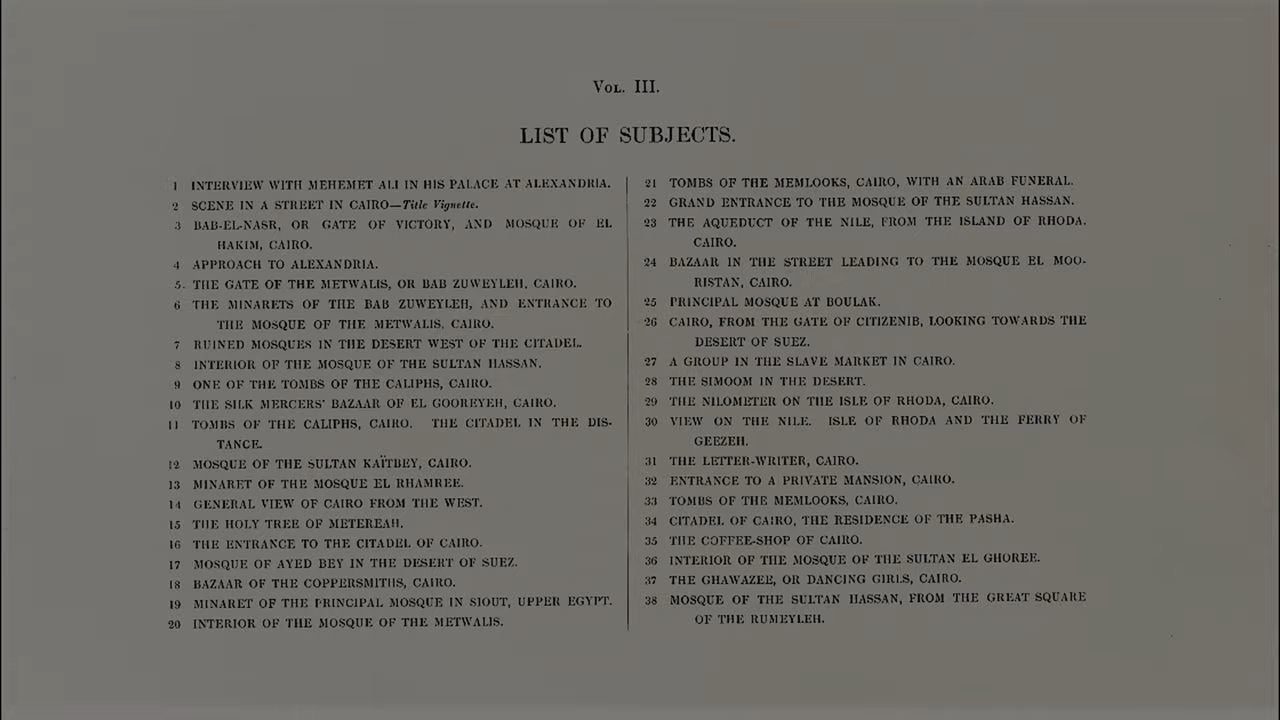 Vol. III.
LIST OF SUBJECTS.
1 INTERVIEW WITH MEHEMET ALI IN HIS PALACE AT ALEXANDRIA.
2 SCENE IN A STREET IN CAIRO—Title Vignette.
3 BAB-EL-NASR, OR GATE OF VICTORY, AND MOSQUE OF EL
HAKIM, CAIRO.
4 APPROACH TO ALEXANDRIA.
5. THE GATE OF THE METWALIS, OR BAB ZUWEYLEH, CAIRO.
6 THE MINARETS OF THE BAB ZUWEYLEH, AND ENTRANCE TO
THE MOSQUE OF THE METWALIS, CAIRO.
7 RUINED MOSQUES IN THE DESERT WEST OF THE CITADEL.
8 INTERIOR OF THE MOSQUE OF THE SULTAN HASSAN.
9 ONE OF THE TOMBS OF THE CALIPHS, CAIRO.
10 THE SILK MERCERS' BAZAAR OF EL GOOREYEH, CAIRO.
11 TOMBS OF THE CALIPHS, CAIRO. THE CITADEL IN THE DIS-
TANCE.
12 MOSQUE OF THE SULTAN KAÏTBEY, CAIRO.
13 MINARET OF THE MOSQUE EL RHAMREE.
14 GENERAL VIEW OF CAIRO FROM THE WEST.
15 THE HOLY TREE OF METEREAH.
16 THE ENTRANCE TO THE CITADEL OF CAIRO.
17 MOSQUE OF AYED BEY IN THE DESERT OF SUEZ.
18 BAZAAR OF THE COPPERSMITHS, CAIRO.
19 MINARET OF THE PRINCIPAL MOSQUE IN SIOUT, UPPER EGYPT.
20 INTERIOR OF THE MOSQUE OF THE METWALIS.
21 TOMBS OF THE MEMLOOKS, CAIRO, WITH AN ARAB FUNERAL.
22 GRAND ENTRANCE TO THE MOSQUE OF THE SULTAN HASSAN.
23 THE AQUEDUCT OF THE NILE, FROM THE ISLAND OF RHODA.
CAIRO.
24 BAZAAR IN THE STREET LEADING TO THE MOSQUE EL MOO-
RISTAN, CAIRO.
25 PRINCIPAL MOSQUE AT BOULAK.
26 CAIRO, FROM THE GATE OF CITIZENIB, LOOKING TOWARDS THE
DESERT OF SUEZ.
27 A GROUP IN THE SLAVE MARKET IN CAIRO.
28 THE SIMOOM IN THE DESERT.
29 THE NILOMETER ON THE ISLE OF RHODA, CAIRO.
30 VIEW ON THE NILE. ISLE OF RHODA AND THE FERRY OF
GEEZEH.
31 THE LETTER-WRITER, CAIRO.
32 ENTRANCE TO A PRIVATE MANSION, CAIRO.
33 TOMBS OF THE MEMLOOKS, CAIRO.
34 CITADEL OF CAIRO, THE RESIDENCE OF THE PASHA.
35 THE COFFEE-SHOP OF CAIRO.
36 INTERIOR OF THE MOSQUE OF THE SULTAN EL GHOREE.
37 THE GHAWAZEE, OR DANCING GIRLS, CAIRO.
38 MOSQUE OF THE SULTAN HASSAN, FROM THE GREAT SQUARE
OF THE RUMEYLEH.